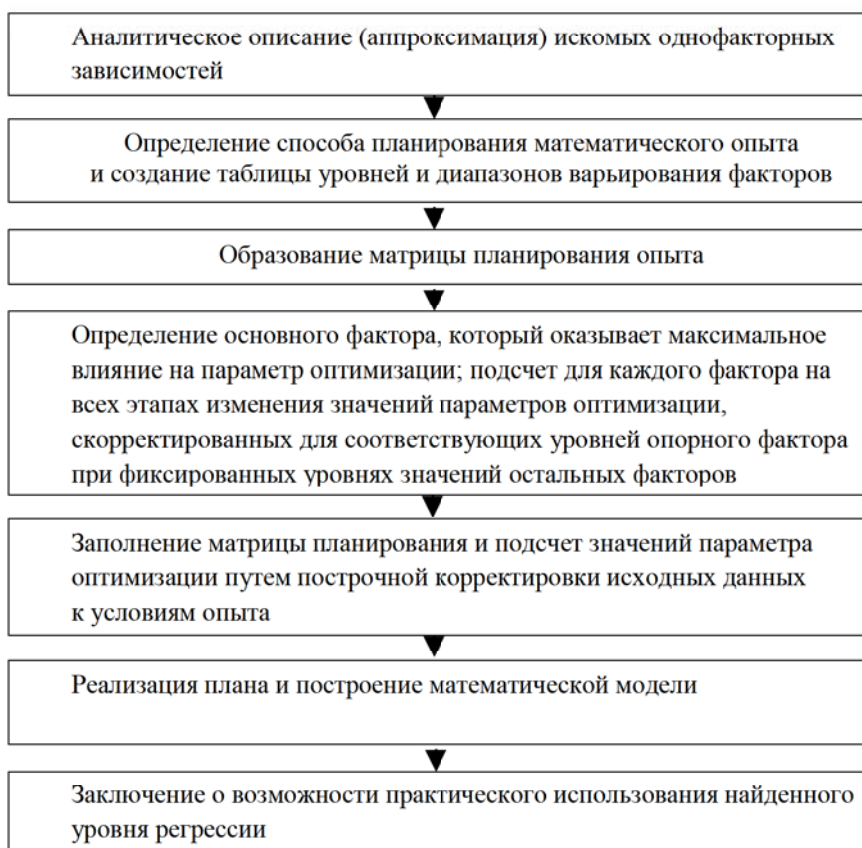 Аналитическое описание (аппроксимация) искомых однофакторных
зависимостей
Определение способа планирования математического опыта
и создание таблицы уровней и диапазонов варьирования факторов
Образование матрицы планирования опыта
Определение основного фактора, который оказывает максимальное
влияние на параметр оптимизации; подсчет для каждого фактора на
всех этапах изменения значений параметров оптимизации,
скорректированных для соответствующих уровней опорного фактора
при фиксированных уровнях значений остальных факторов
Заполнение матрицы планирования и подсчет значений параметра
оптимизации путем построчной корректировки исходных данных
к условиям опыта
Реализация плана и построение математической модели
Заключение о возможности практического использования найденного
уровня регрессии